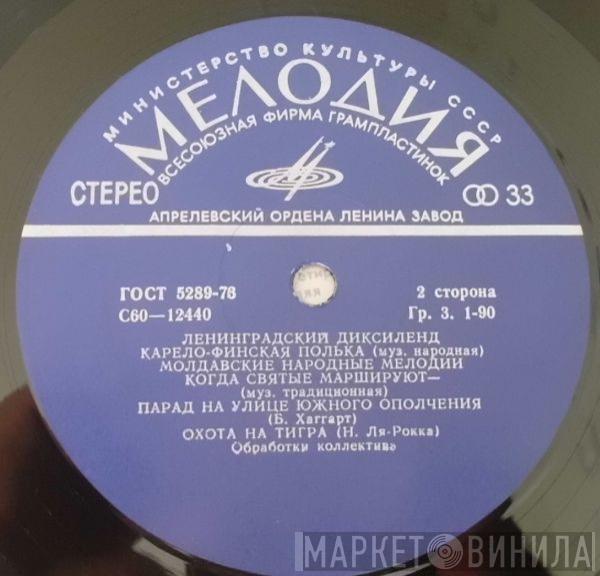 МИНИСТЕРСТВО КУЛЬТУРЫ СССР
МЕЛОДИЯ
ВСЕСОЮЗНАЯ ФИРМА ГРАМПЛАСТИНОК
СТЕРЕО
33
АПРЕЛЕВСКИЙ ОРДЕНА ЛЕНИНА ЗАВОД
ГОСТ 5289-78
2 сторона
С60—12440
Гр. 3. 1-90
ЛЕНИНГРАДСКИЙ ДИКСИЛЕНД
КАРЕЛО-ФИНСКАЯ ПОЛЬКА (муз. народная)
МОЛДАВСКИЕ НАРОДНЫЕ МЕЛОДИИ
КОГДА СВЯТЫЕ МАРШИРУЮТ—
(муз. традиционная)
ПАРАД НА УЛИЦЕ ЮЖНОГО ОПОЛЧЕНИЯ
(Б. Хаггарт)
ОХОТА НА ТИГРА (Н. Ля-Рокка)
Обработки коллектива
МАРКЕТ ВИНИЛА